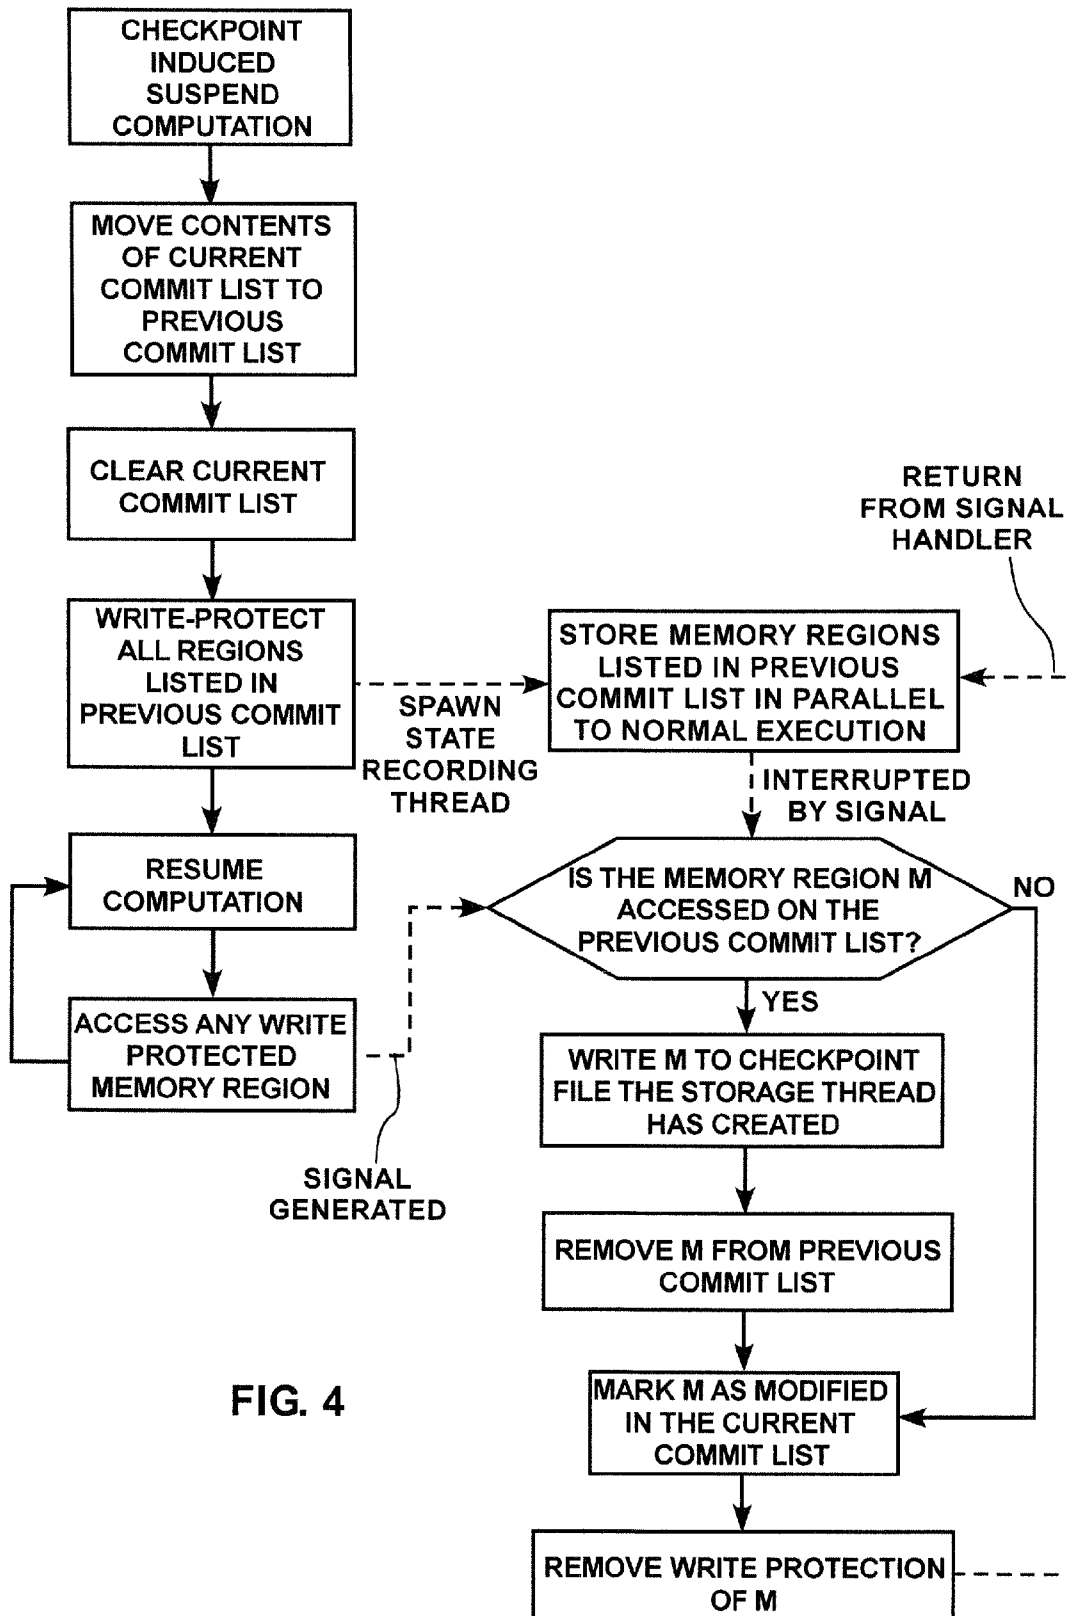 CHECKPOINT
INDUCED
SUSPEND
COMPUTATION
MOVE CONTENTS
OF CURRENT
COMMIT LIST TO
PREVIOUS
COMMIT LIST
CLEAR CURRENT
COMMIT LIST
WRITE-PROTECT
ALL REGIONS
LISTED IN
PREVIOUS COMMIT
LIST
SPAWN
STATE
RECORDING
THREAD
RESUME
COMPUTATION
ACCESS ANY WRITE
PROTECTED
MEMORY REGION
SIGNAL
GENERATED
RETURN
FROM SIGNAL
HANDLER
STORE MEMORY REGIONS
LISTED IN PREVIOUS
COMMIT LIST IN PARALLEL
TO NORMAL EXECUTION
INTERRUPTED
BY SIGNAL
IS THE MEMORY REGION M
ACCESSED ON THE
PREVIOUS COMMIT LIST?
NO
YES
WRITE M TO CHECKPOINT
FILE THE STORAGE THREAD
HAS CREATED
REMOVE M FROM PREVIOUS
COMMIT LIST
MARK M AS MODIFIED
IN THE CURRENT
COMMIT LIST
REMOVE WRITE PROTECTION
OF M
FIG. 4